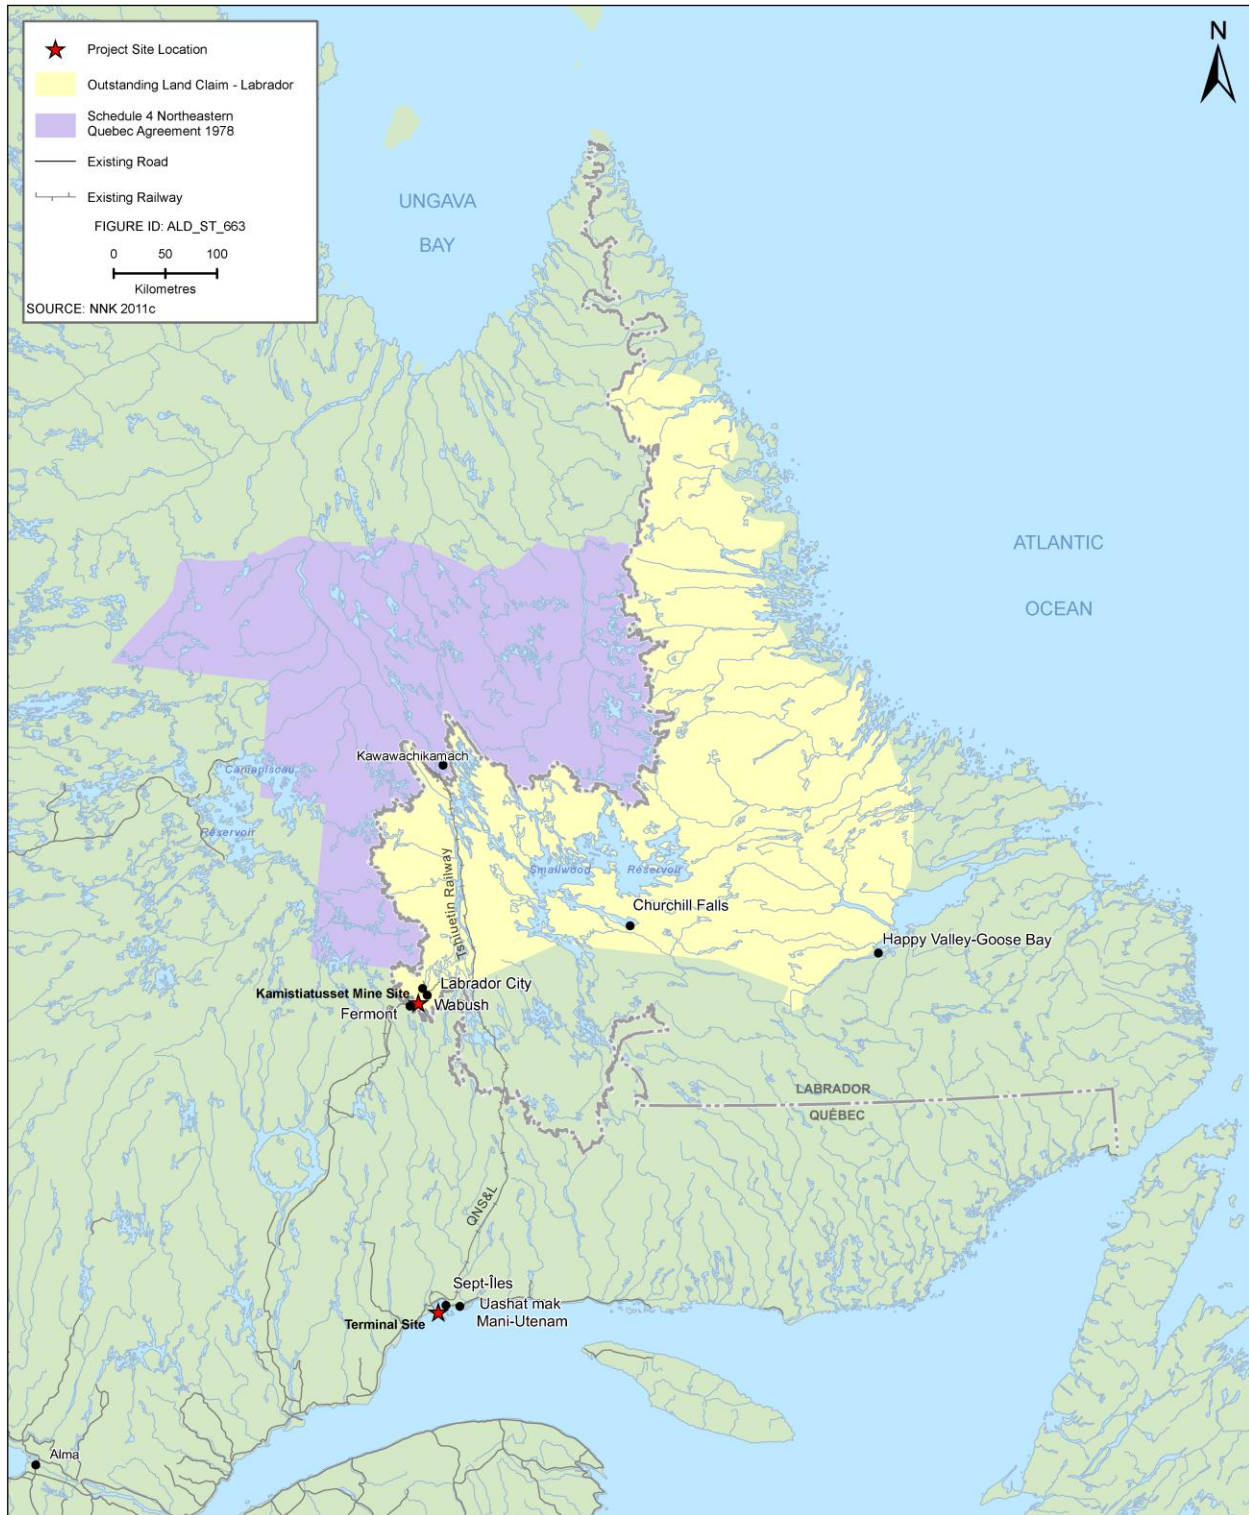 Project Site Location
Outstanding Land Claim - Labrador
Schedule 4 Northeastern
Quebec Agreement 1978
Existing Road
Existing Railway
FIGURE ID: ALD_ST_663
0 50 100
Kilometres
SOURCE: NNK 2011c
N
UNGAVA
BAY
ATLANTIC
OCEAN
Kawawachikamach
Caniapiscau
Réservoir
Tshiuetin Railway
Smallwood Réservoir
Churchill Falls
Happy Valley-Goose Bay
Labrador City
Kamistiatusset Mine Site
Wabush
Fermont
LABRADOR
QUÉBEC
QNS&L
Sept-Îles
Uashat mak
Mani-Utenam
Terminal Site
Alma